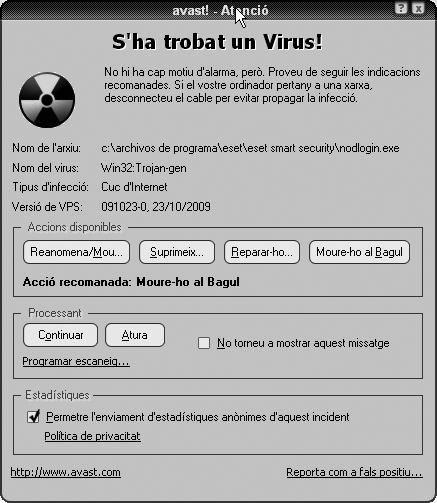 avast! - Atenció
S'ha trobat un Virus!
No hi ha cap motiu d'alarma, però. Proveu de seguir les indicacions
recomanades. Si el vostre ordinador pertany a una xarxa,
desconnecteu el cable per evitar propagar la infecció.
Nom de l'arxiu: c:\archivos de programa\eset\eset smart security\nodlogin.exe
Nom del virus: Win32:Trojan-gen
Tipus d'infecció: Cuc d'Internet
Versió de VPS: 091023-0, 23/10/2009
Accions disponibles
Reanomena/Mou... Suprimeix... Reparar-ho... Moure-ho al Bagul
Acció recomanada: Moure-ho al Bagul
Processant
Continuar Atura
No torneu a mostrar aquest missatge
Programar escaneig...
Estadístiques
Permetre l'enviament d'estadístiques anònimes d'aquest incident
Política de privacitat
http://www.avast.com Reporta com a fals positiu...